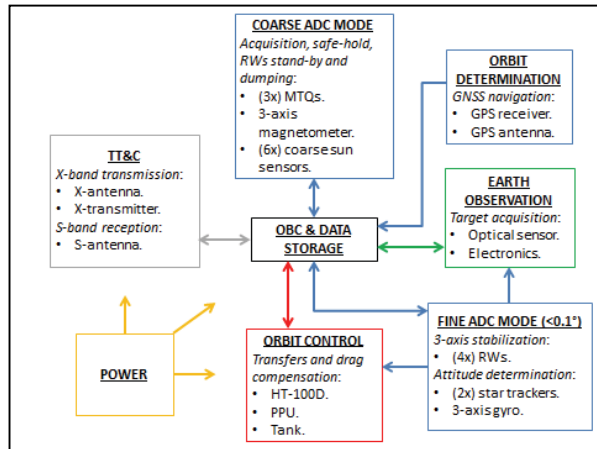 COARSE ADC MODE
Acquisition, safe-hold,
RWs stand-by and
dumping:
• (3x) MTQs.
• 3-axis
magnetometer.
• (6x) coarse sun
sensors.
ORBIT
DETERMINATION
GNSS navigation:
• GPS receiver.
• GPS antenna.
TT&C
X-band transmission:
• X-antenna.
• X-transmitter.
S-band reception:
• S-antenna.
OBC & DATA
STORAGE
EARTH
OBSERVATION
Target acquisition:
• Optical sensor.
• Electronics.
POWER
ORBIT CONTROL
Transfers and drag
compensation:
• HT-100D.
• PPU.
• Tank.
FINE ADC MODE (<0.1°)
3-axis stabilization:
• (4x) RWs.
Attitude determination:
• (2x) star trackers.
• 3-axis gyro.